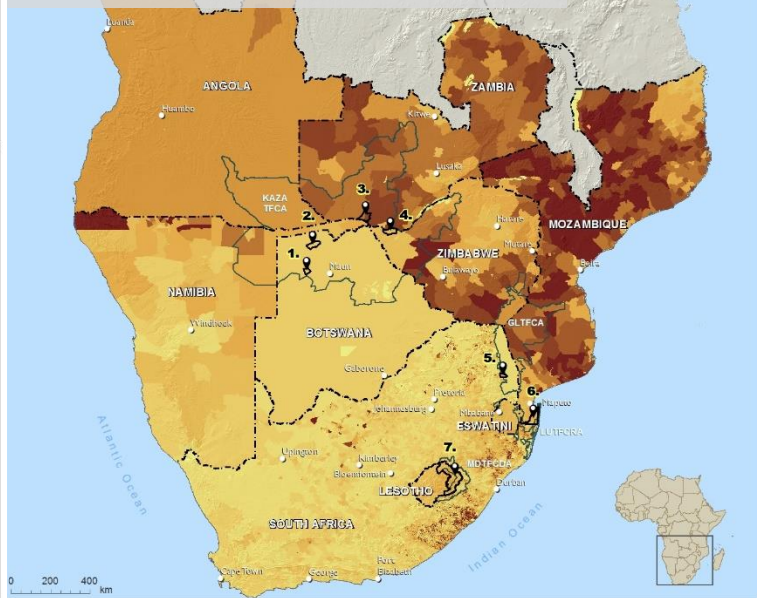 Luanda
ANGOLA
Huambo
ZAMBIA
Kitwe
Lusaka
KAZA
TFCA
3.
2.
4.
1.
Maun
Harare
MOZAMBIQUE
Mutare
ZIMBABWE
Bulawayo
Beira
NAMIBIA
Windhoek
BOTSWANA
GLTFCA
Gaborone
5.
Pretoria
Johannesburg
6.
Maputo
Mbabane
ESWATINI
LUTFCRA
Upington
Kimberley
Bloemfontein
7.
MDTFCDA
LESOTHO
Durban
SOUTH AFRICA
Atlantic Ocean
Indian Ocean
Cape Town
George
Port
Elizabeth
0 200 400
km